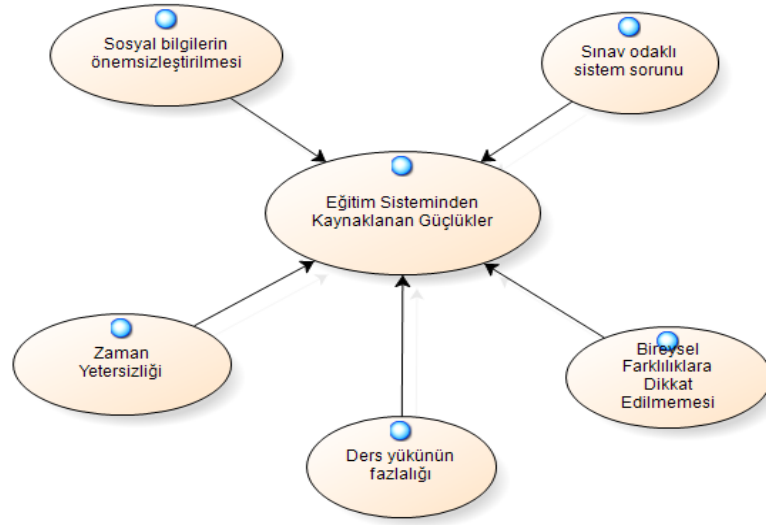 Sosyal bilgilerin
önemsizleştirilmesi
Sınav odaklı
sistem sorunu
Eğitim Sisteminden
Kaynaklanan Güçlükler
Zaman
Yetersizliği
Bireysel
Farklılıklara
Dikkat
Edilmemesi
Ders yükünün
fazlalığı